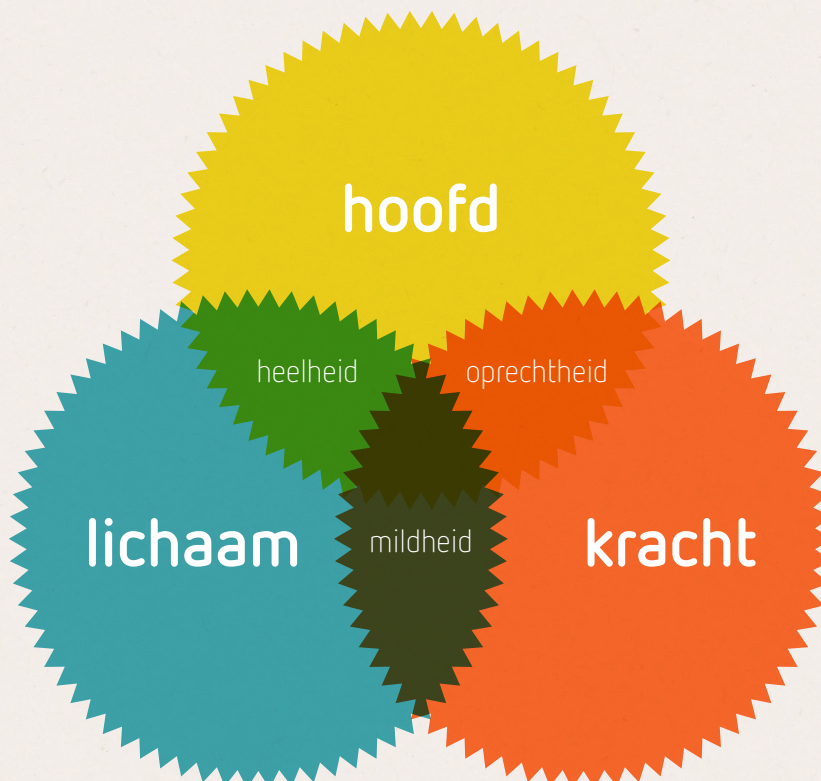 hoofd
heelheid
oprechtheid
lichaam
mildheid
kracht